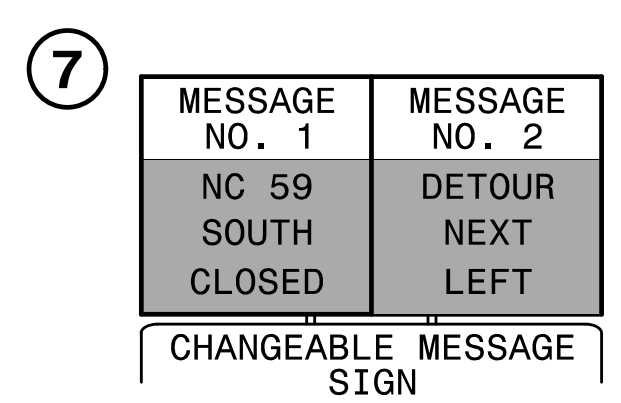 7
MESSAGE
NO. 1
NC 59
SOUTH
CLOSED
MESSAGE
NO. 2
DETOUR
NEXT
LEFT
CHANGEABLE MESSAGE
SIGN